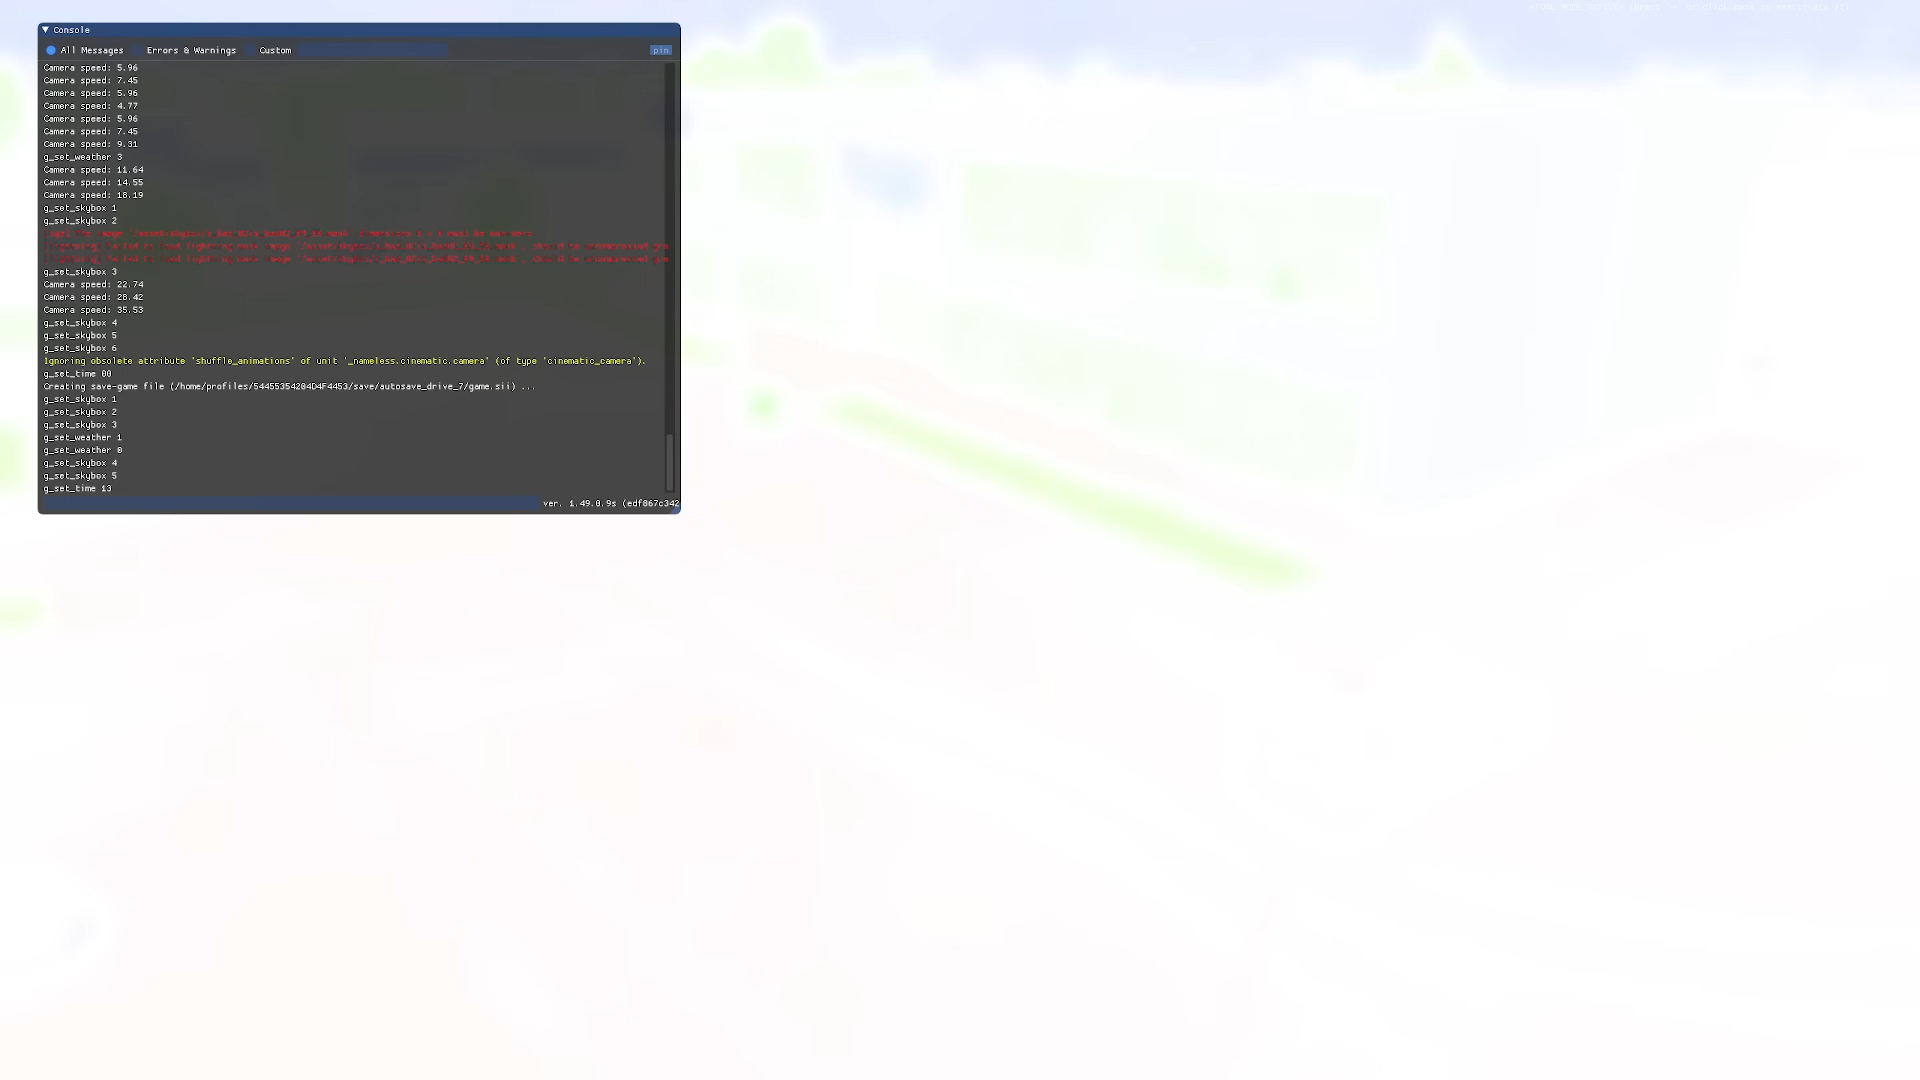 Console
All Messages Errors & Warnings Custom pin
Camera speed: 5.96
Camera speed: 7.45
Camera speed: 5.96
Camera speed: 4.77
Camera speed: 5.96
Camera speed: 7.45
Camera speed: 9.31
g_set_weather 3
Camera speed: 11.64
Camera speed: 14.55
Camera speed: 18.19
g_set_skybox 1
g_set_skybox 2
g_set_skybox 3
Camera speed: 22.74
Camera speed: 28.42
Camera speed: 35.53
g_set_skybox 4
g_set_skybox 5
g_set_skybox 6
Ignoring obsolete attribute 'shuffle_animations' of unit '_nameless.cinematic.camera' (of type 'cinematic_camera').
g_set_time 00
Creating save-game file (/home/profiles/54455354204D4F4453/save/autosave_drive_7/game.sii) ...
g_set_skybox 1
g_set_skybox 2
g_set_skybox 3
g_set_weather 1
g_set_weather 0
g_set_skybox 4
g_set_skybox 5
g_set_time 13
ver. 1.49.0.9s (edf867c342